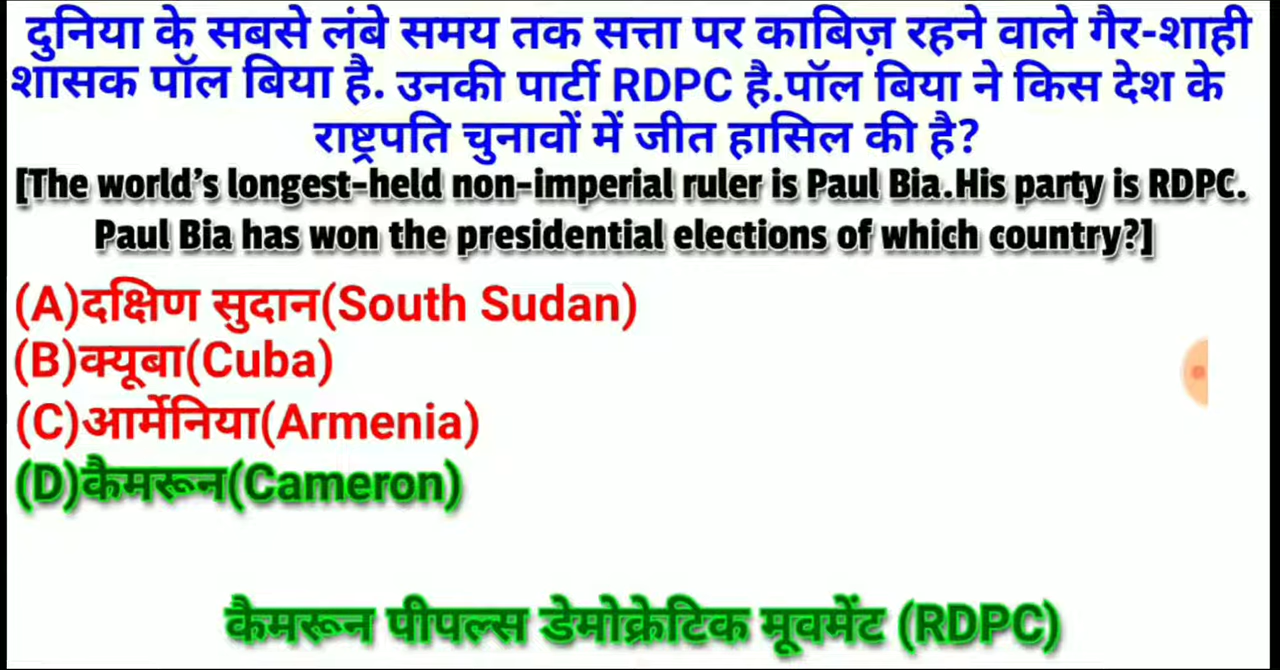 दुनिया के सबसे लंबे समय तक सत्ता पर काबिज़ रहने वाले गैर-शाही
शासक पॉल बिया है. उनकी पार्टी RDPC है.पॉल बिया ने किस देश के
राष्ट्रपति चुनावों में जीत हासिल की है?
[The world's longest-held non-imperial ruler is Paul Bia.His party is RDPC.
Paul Bia has won the presidential elections of which country?]
(A)दक्षिण सुदान(South Sudan)
(B)क्यूबा(Cuba)
(C)आर्मेनिया(Armenia)
(D)कैमरून(Cameron)
कैमरून पीपल्स डेमोक्रेटिक मूवमेंट (RDPC)